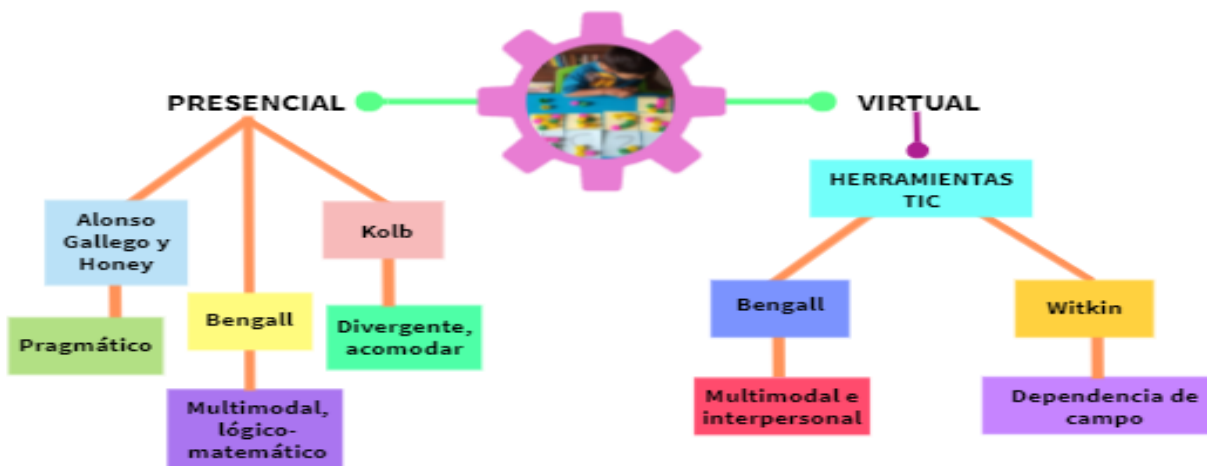 PRESENCIAL
VIRTUAL
HERRAMIENTAS
TIC
Alonso
Gallego y
Honey
Kolb
Bengall
Pragmático
Divergente,
acomodar
Multimodal,
lógico-
matemático
Bengall
Witkin
Multimodal e
interpersonal
Dependencia de
campo